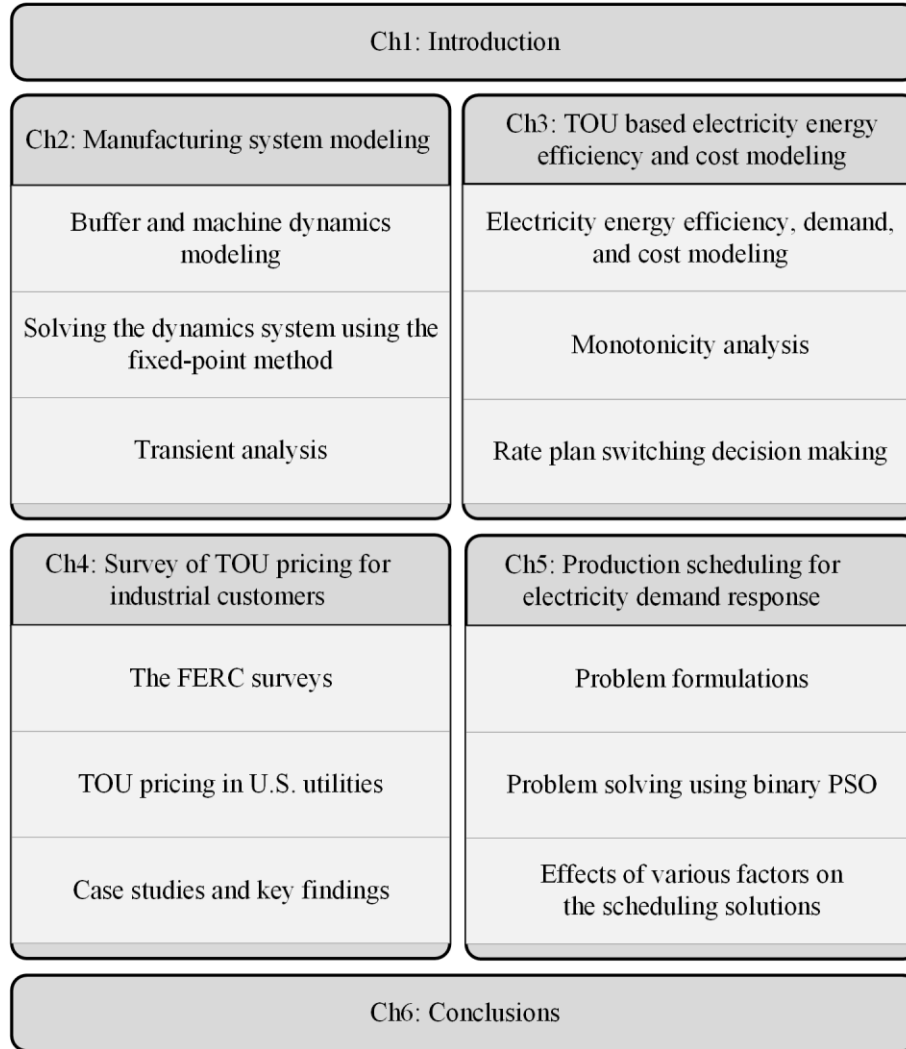 Ch1: Introduction
Ch2: Manufacturing system modeling
Buffer and machine dynamics
modeling
Solving the dynamics system using the
fixed-point method
Transient analysis
Ch3: TOU based electricity energy
efficiency and cost modeling
Electricity energy efficiency, demand,
and cost modeling
Monotonicity analysis
Rate plan switching decision making
Ch4: Survey of TOU pricing for
industrial customers
The FERC surveys
TOU pricing in U.S. utilities
Case studies and key findings
Ch5: Production scheduling for
electricity demand response
Problem formulations
Problem solving using binary PSO
Effects of various factors on
the scheduling solutions
Ch6: Conclusions